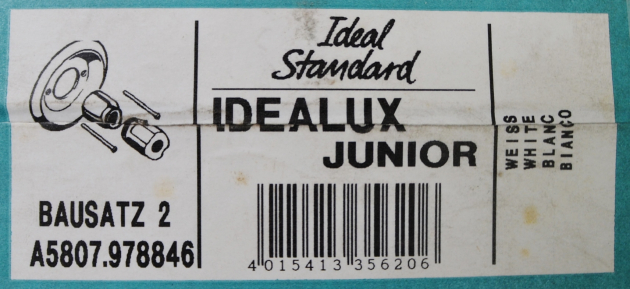 Ideal
Standard
IDEALUX
JUNIOR
BAUSATZ 2
A5807.978846
4 015413 356206
WEISS
WHITE
BLANC
BIANCO